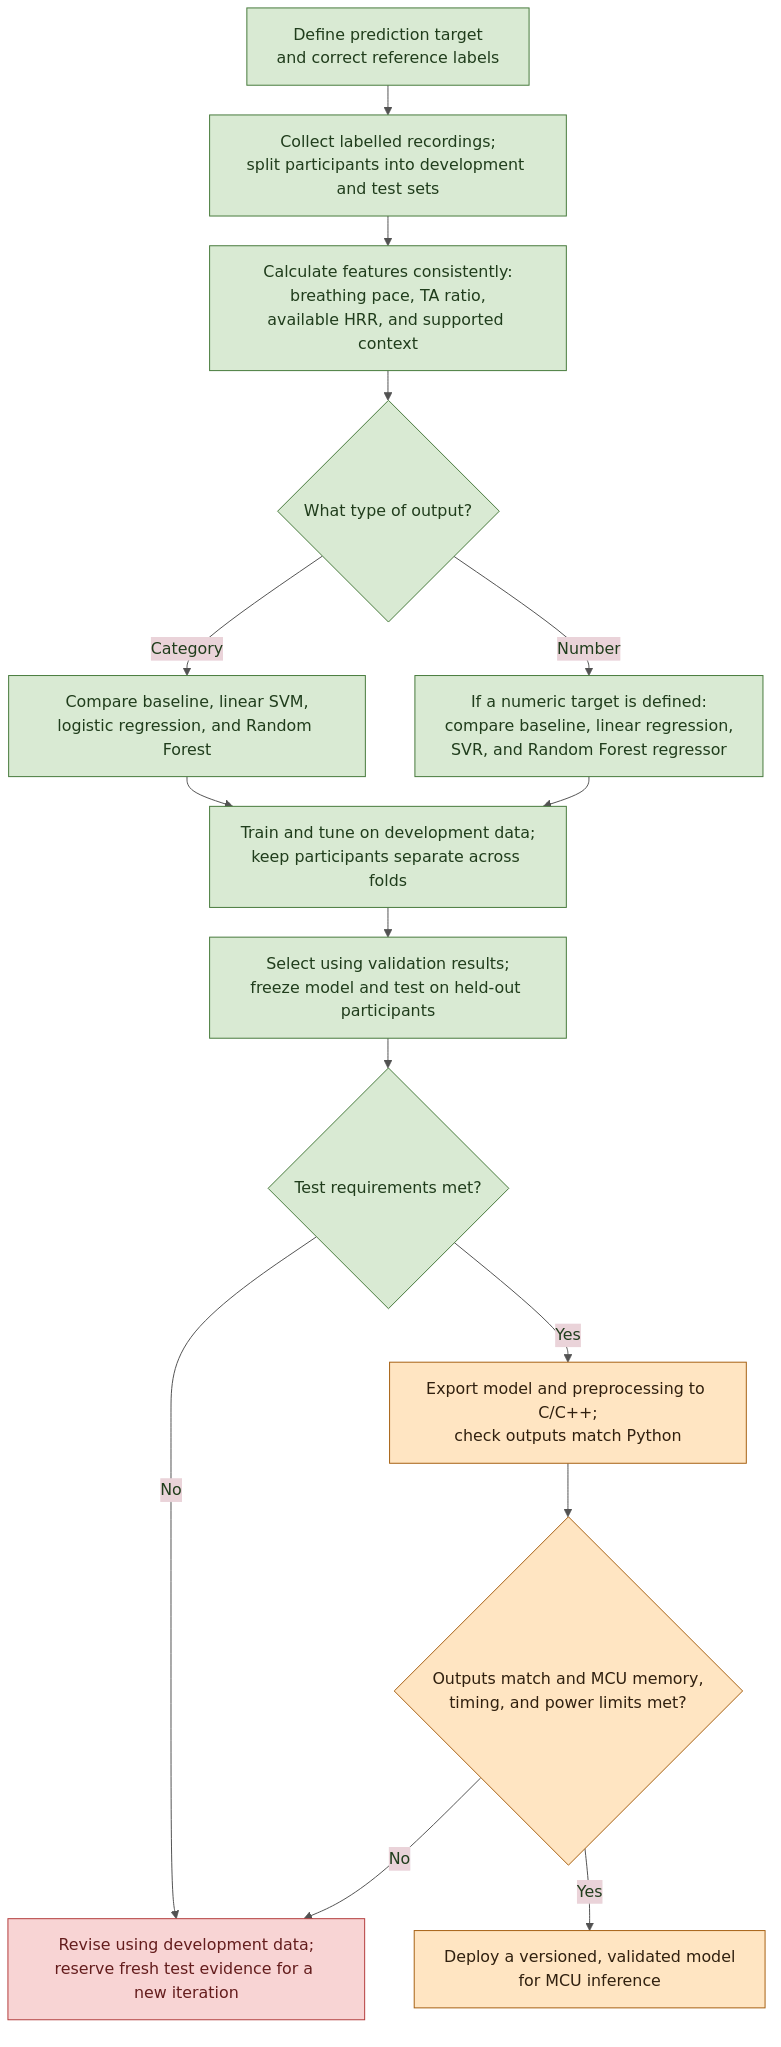 Define prediction target
and correct reference labels
Collect labelled recordings;
split participants into development
and test sets
Calculate features consistently:
breathing pace, TA ratio,
available HRR, and supported
context
What type of output?
Category
Number
Compare baseline, linear SVM,
logistic regression, and Random
Forest
If a numeric target is defined:
compare baseline, linear regression,
SVR, and Random Forest regressor
Train and tune on development data;
keep participants separate across
folds
Select using validation results;
freeze model and test on held-out
participants
Test requirements met?
Yes
Export model and preprocessing to
C/C++;
check outputs match Python
No
Outputs match and MCU memory,
timing, and power limits met?
No
Yes
Revise using development data;
reserve fresh test evidence for a
new iteration
Deploy a versioned, validated model
for MCU inference